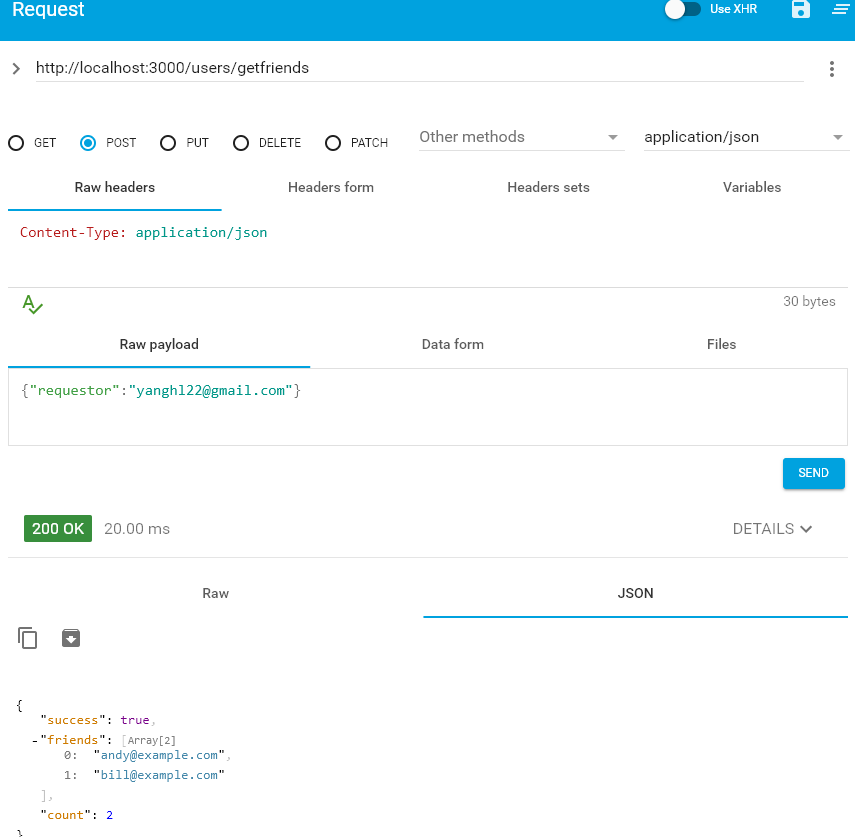 Request
Use XHR
http://localhost:3000/users/getfriends
GET POST PUT DELETE PATCH Other methods application/json
Raw headers Headers form Headers sets Variables
Content-Type: application/json
30 bytes
Raw payload Data form Files
{"requestor":"yanghl22@gmail.com"}
SEND
200 OK 20.00 ms DETAILS
Raw JSON
{
"success": true,
-"friends": [Array[2]
0: "andy@example.com",
1: "bill@example.com"
],
"count": 2
}